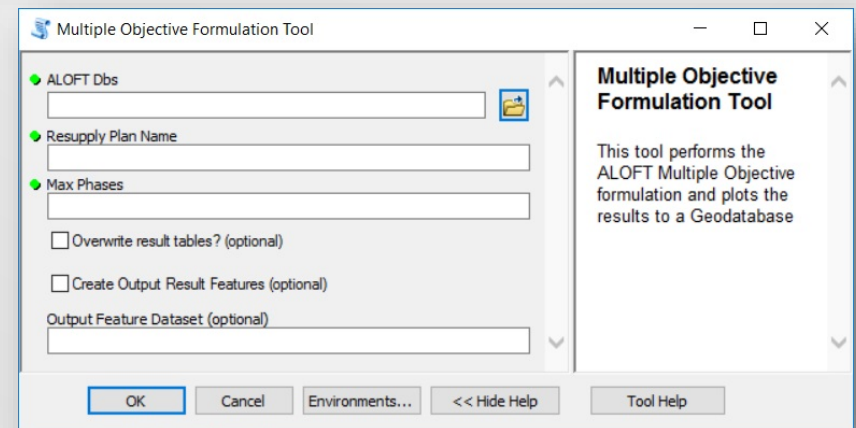 Multiple Objective Formulation Tool
ALOFT Dbs
Resupply Plan Name
Max Phases
Overwrite result tables? (optional)
Create Output Result Features (optional)
Output Feature Dataset (optional)
Multiple Objective
Formulation Tool
This tool performs the
ALOFT Multiple Objective
formulation and plots the
results to a Geodatabase
OK
Cancel
Environments...
<< Hide Help
Tool Help